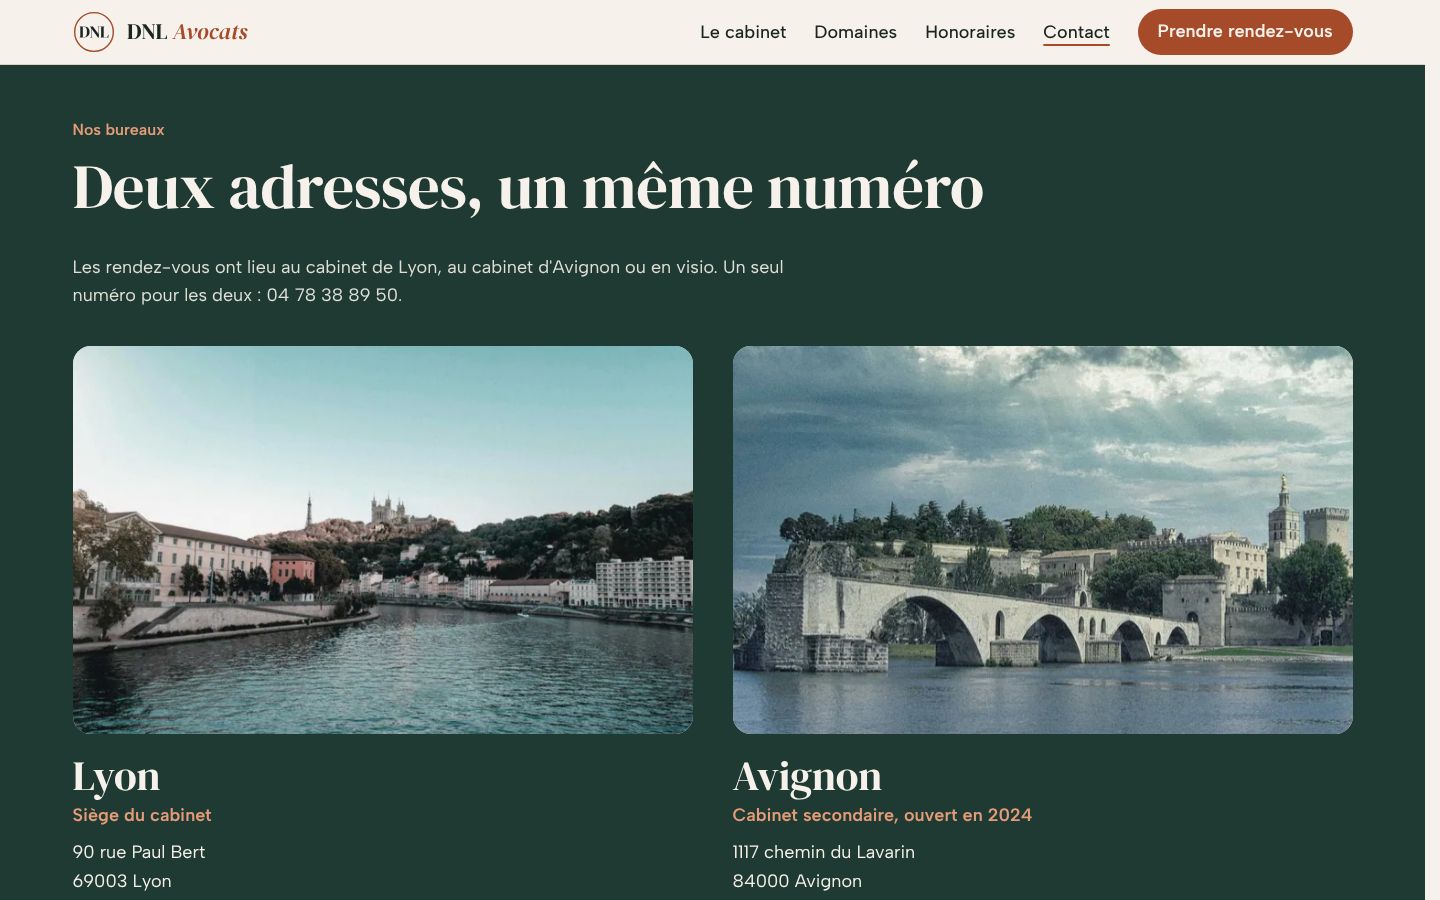 DNL DNL Avocats
Le cabinet Domaines Honoraires Contact Prendre rendez-vous
Nos bureaux
Deux adresses, un même numéro
Les rendez-vous ont lieu au cabinet de Lyon, au cabinet d'Avignon ou en visio. Un seul
numéro pour les deux : 04 78 38 89 50.
Lyon
Siège du cabinet
90 rue Paul Bert
69003 Lyon
Avignon
Cabinet secondaire, ouvert en 2024
1117 chemin du Lavarin
84000 Avignon